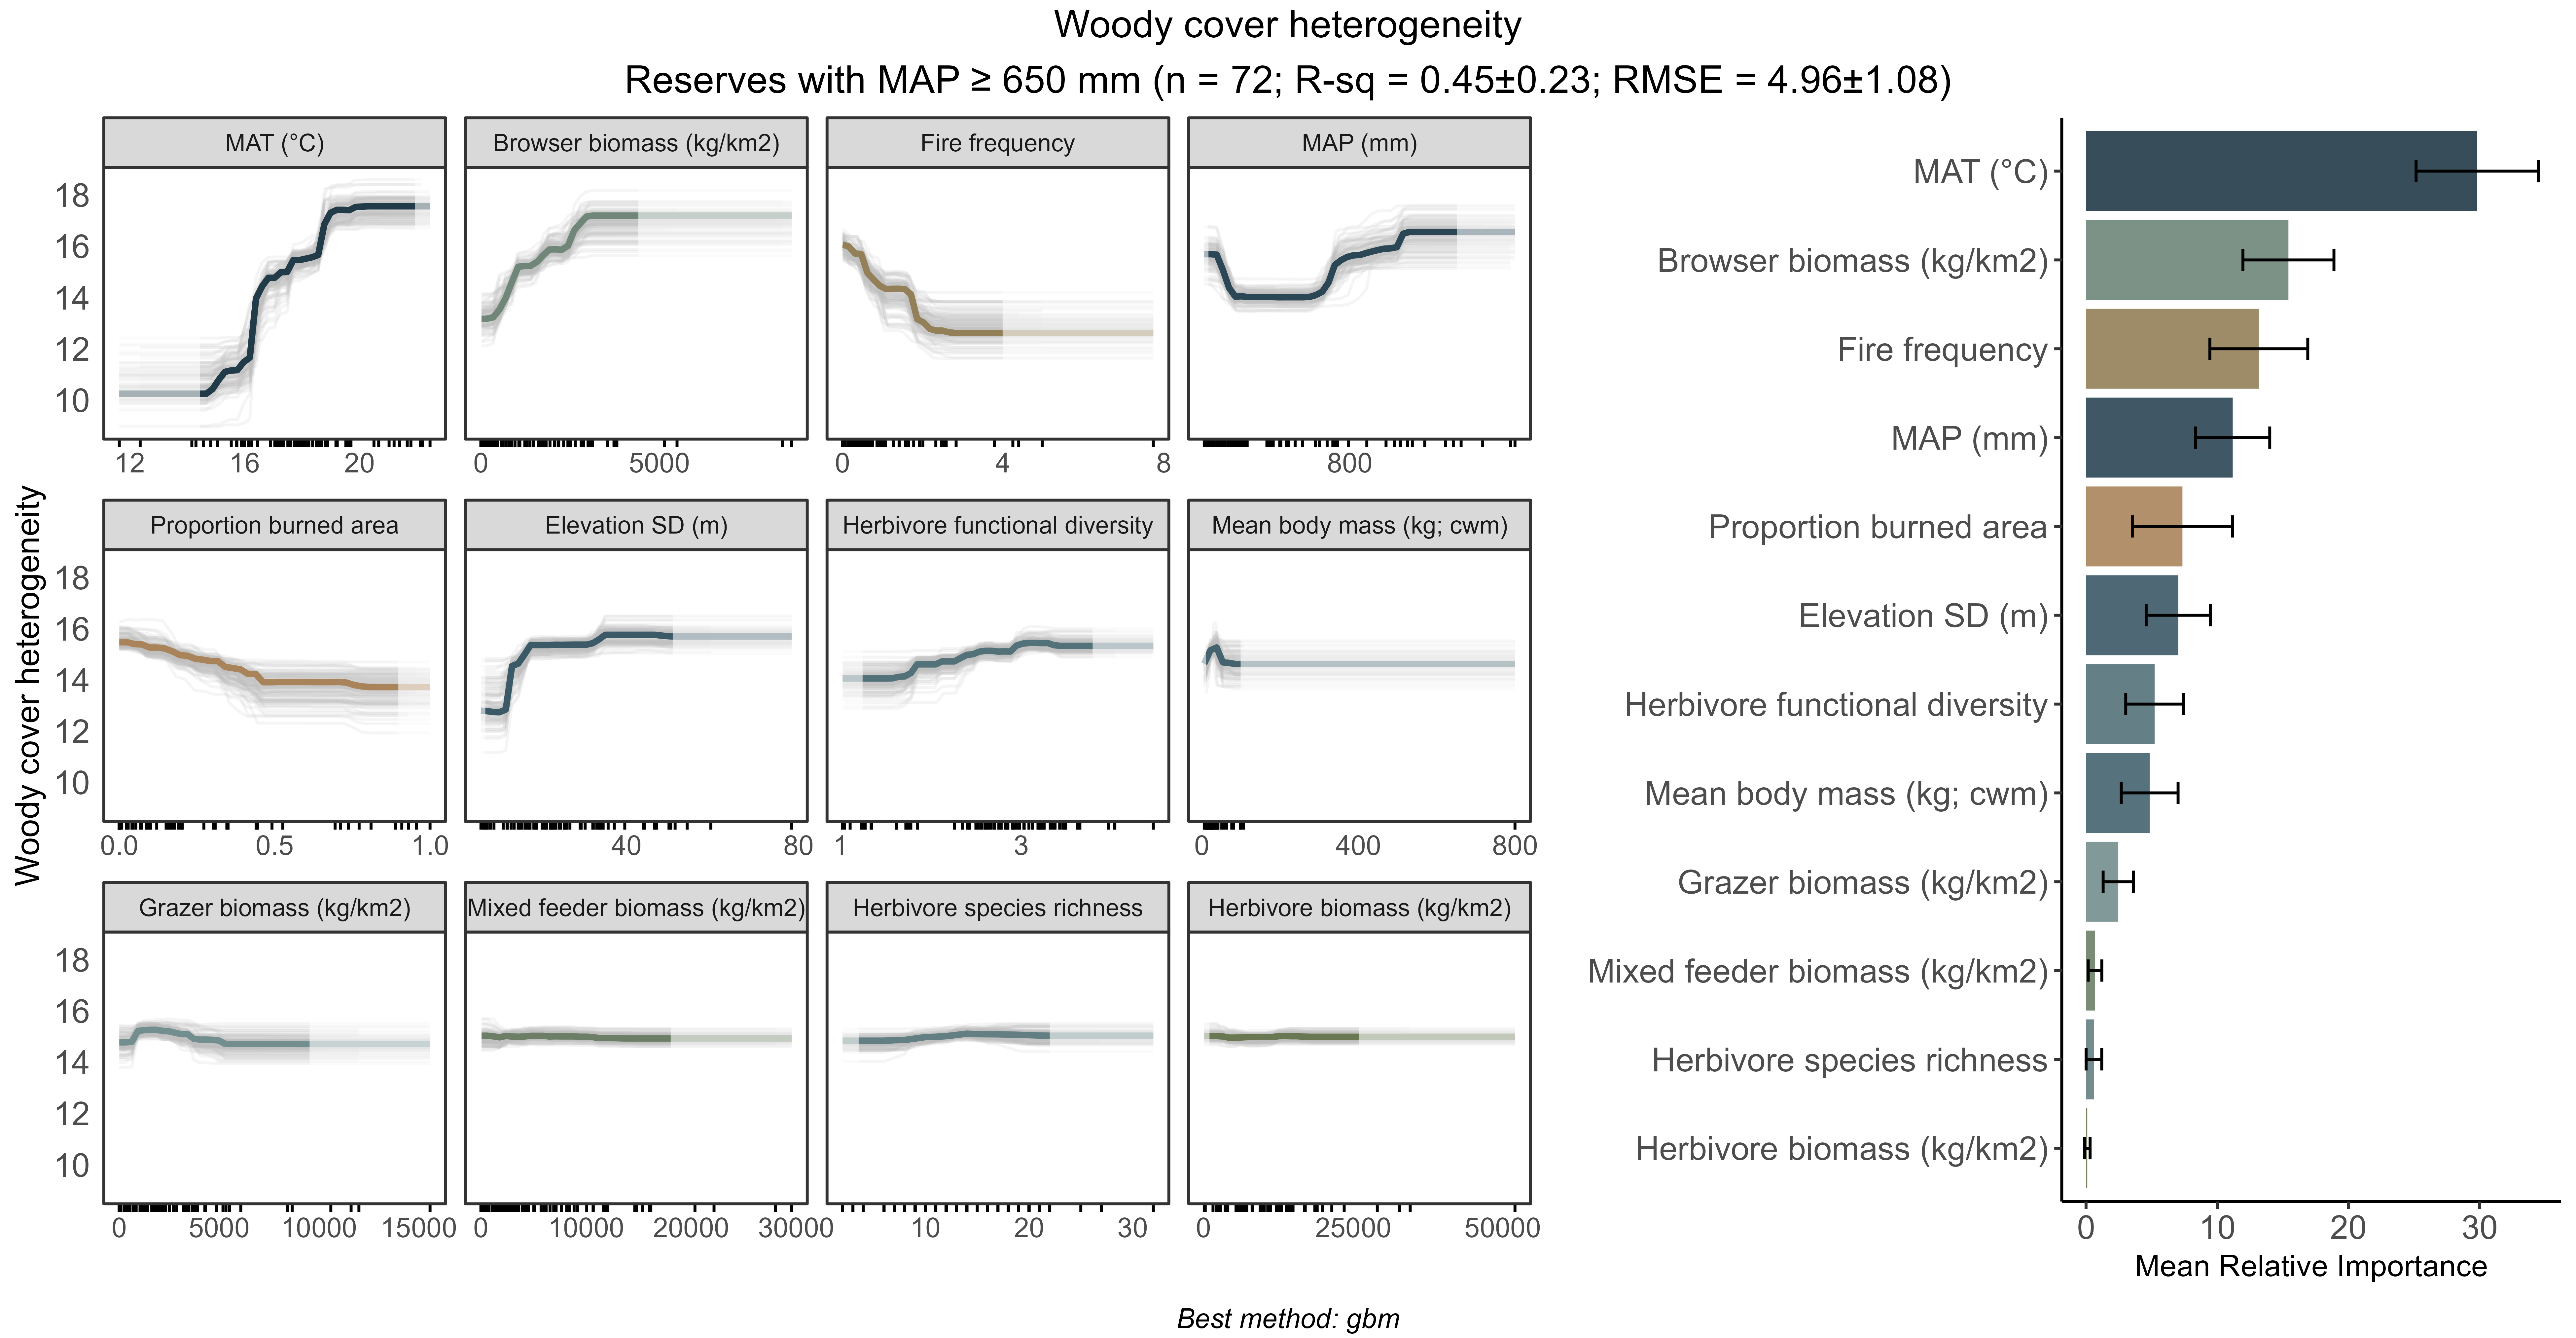 Woody cover heterogeneity
Reserves with MAP ≥ 650 mm (n = 72; R-sq = 0.45±0.23; RMSE = 4.96±1.08)
Woody cover heterogeneity
MAT (°C)
Browser biomass (kg/km2)
Fire frequency
MAP (mm)
18
16
14
12
10
12 16 20
0 5000
0 4 8
800
Proportion burned area
Elevation SD (m)
Herbivore functional diversity
Mean body mass (kg; cwm)
18
16
14
12
10
0.0 0.5 1.0
40 80
1 3
0 400 800
Grazer biomass (kg/km2)
Mixed feeder biomass (kg/km2)
Herbivore species richness
Herbivore biomass (kg/km2)
18
16
14
12
10
0 5000 10000 15000
0 10000 20000 30000
10 20 30
0 25000 50000
MAT (°C)
Browser biomass (kg/km2)
Fire frequency
MAP (mm)
Proportion burned area
Elevation SD (m)
Herbivore functional diversity
Mean body mass (kg; cwm)
Grazer biomass (kg/km2)
Mixed feeder biomass (kg/km2)
Herbivore species richness
Herbivore biomass (kg/km2)
0 10 20 30
Mean Relative Importance
Best method: gbm